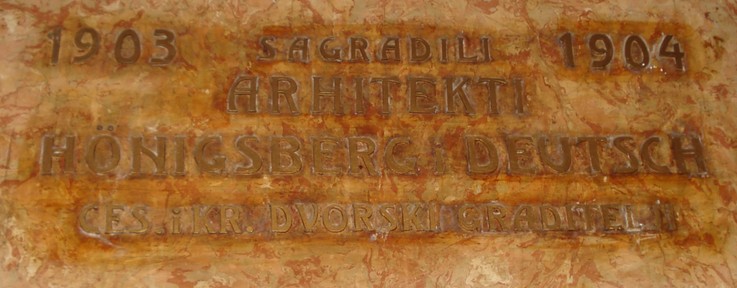 1903 SAGRADILI 1904
ARHITEKTI
HÖNIGSBERG i DEUTSCH
CES. i KR. DVORSKI GRADITELJI